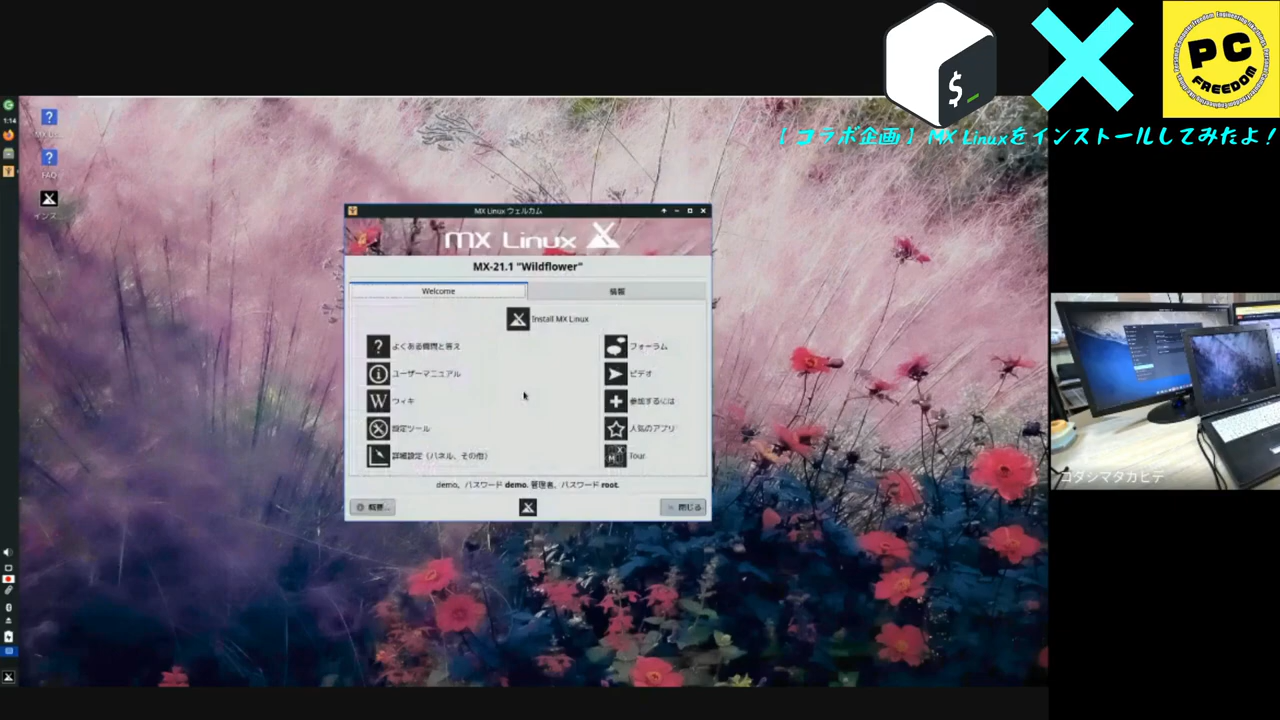 PC
FREEDOM
【コラボ企画】MX Linuxをインストールしてみたよ！
1:14
FAQ
インス...
MX Linux ウェルカム
MX Linux
MX-21.1 "Wildflower"
Welcome
情報
Install MX Linux
よくある質問と答え
フォーラム
ユーザーマニュアル
ビデオ
ウィキ
参加するには
設定ツール
人気のアプリ
詳細設定（パネル、その他）
Tour
demo、パスワード demo. 管理者、パスワード root.
概要...
閉じる
コダシマタカヒデ